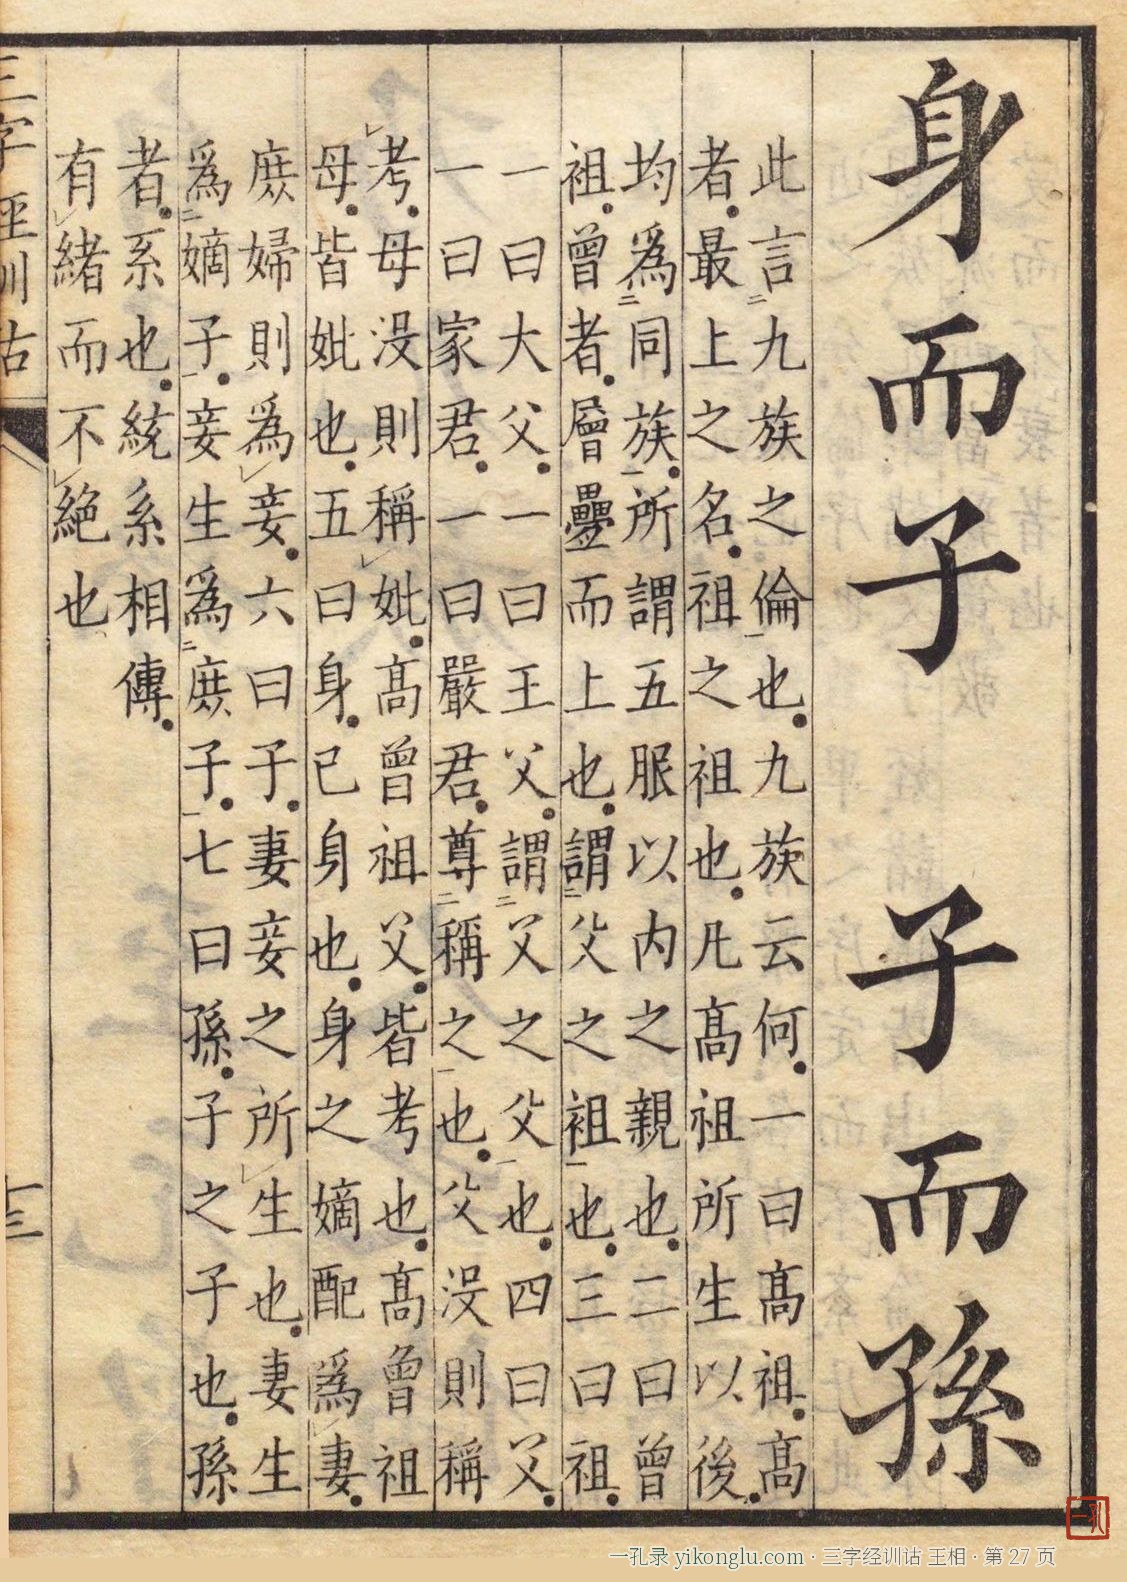 身而子 子而孫
此言九族之倫也九族云何一曰高祖高
者最上之名祖之祖也凡高祖所生以後
均爲同族所謂五服以内之親也二曰曾
祖曾者層疊而上也謂父之祖也三曰祖
一曰大父一曰王父謂父之父也四曰父
一曰家君一曰嚴君尊稱之也父没則稱
考母没則稱妣高曾祖父皆考也高曾祖
母皆妣也五曰身己身也身之嫡配爲妻
庶婦則爲妾六曰子妻妾之所生也妻生
爲嫡子妾生爲庶子七曰孫子之子也孫
者系也統系相傳
有緒而不絶也
三字經訓詁
十三
一孔
一孔录 yikonglu.com · 三字经训诂 王相 · 第 27 页